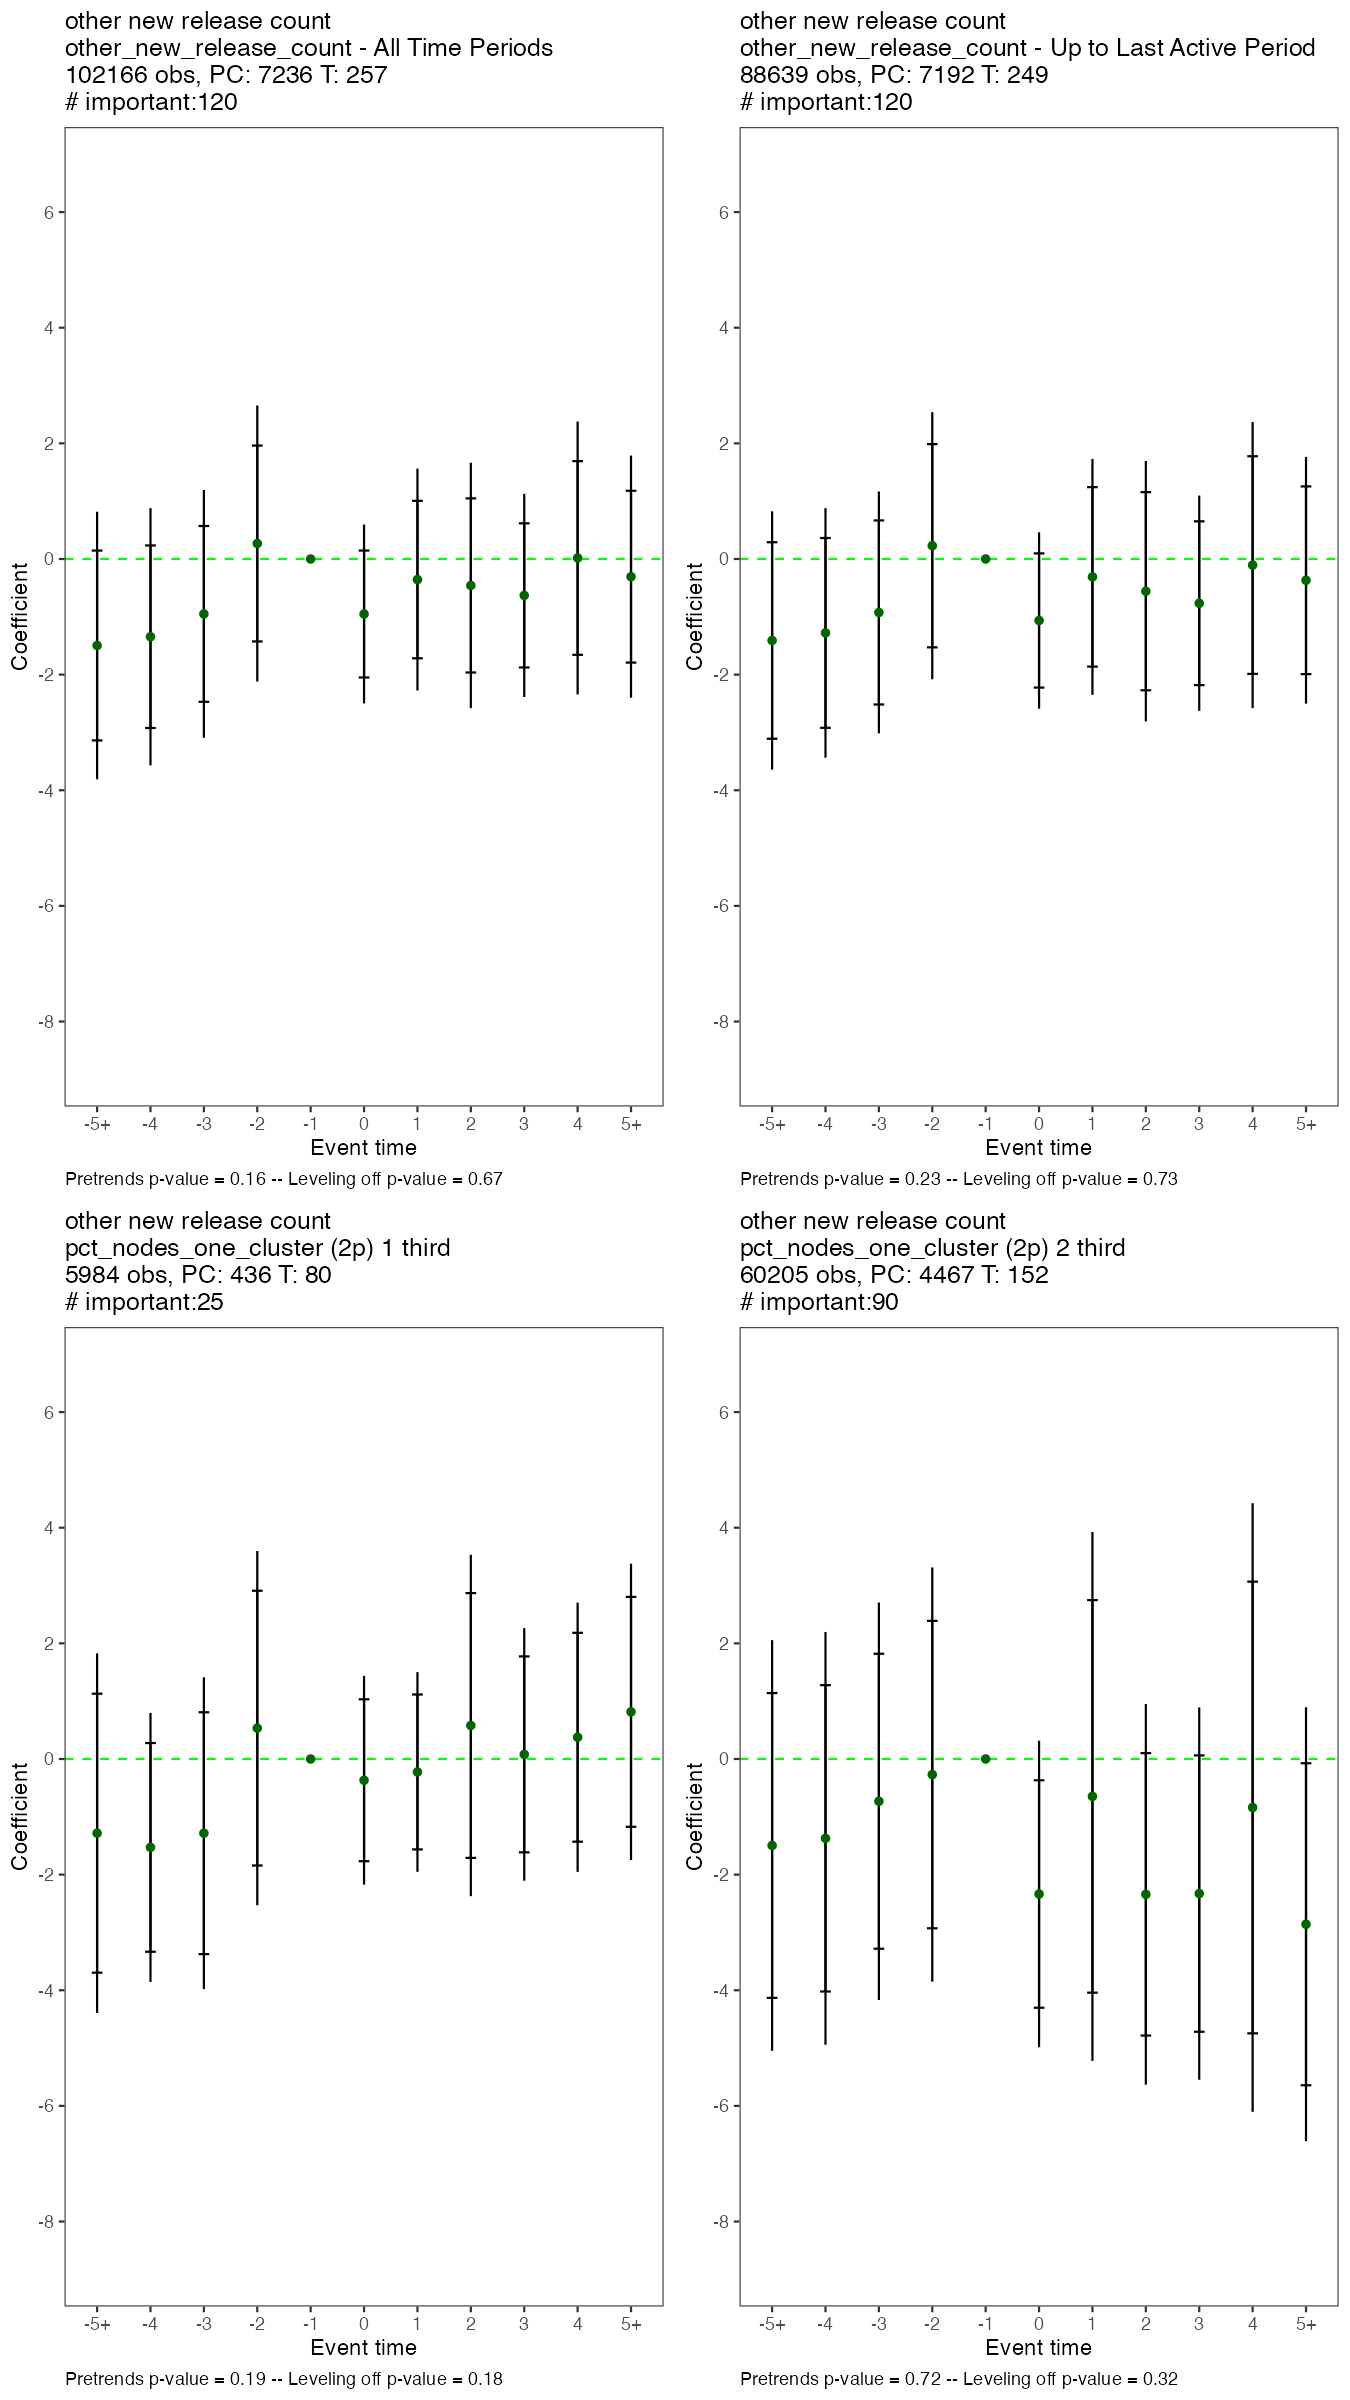 other new release count
other_new_release_count - All Time Periods
102166 obs, PC: 7236 T: 257
# important:120
6
4
2
0
-2
-4
-6
-8
Coefficient
-5+ -4 -3 -2 -1 0 1 2 3 4 5+
Event time
Pretrends p-value = 0.16 -- Leveling off p-value = 0.67
other new release count
other_new_release_count - Up to Last Active Period
88639 obs, PC: 7192 T: 249
# important:120
6
4
2
0
-2
-4
-6
-8
Coefficient
-5+ -4 -3 -2 -1 0 1 2 3 4 5+
Event time
Pretrends p-value = 0.23 -- Leveling off p-value = 0.73
other new release count
pct_nodes_one_cluster (2p) 1 third
5984 obs, PC: 436 T: 80
# important:25
6
4
2
0
-2
-4
-6
-8
Coefficient
-5+ -4 -3 -2 -1 0 1 2 3 4 5+
Event time
Pretrends p-value = 0.19 -- Leveling off p-value = 0.18
other new release count
pct_nodes_one_cluster (2p) 2 third
60205 obs, PC: 4467 T: 152
# important:90
6
4
2
0
-2
-4
-6
-8
Coefficient
-5+ -4 -3 -2 -1 0 1 2 3 4 5+
Event time
Pretrends p-value = 0.72 -- Leveling off p-value = 0.32